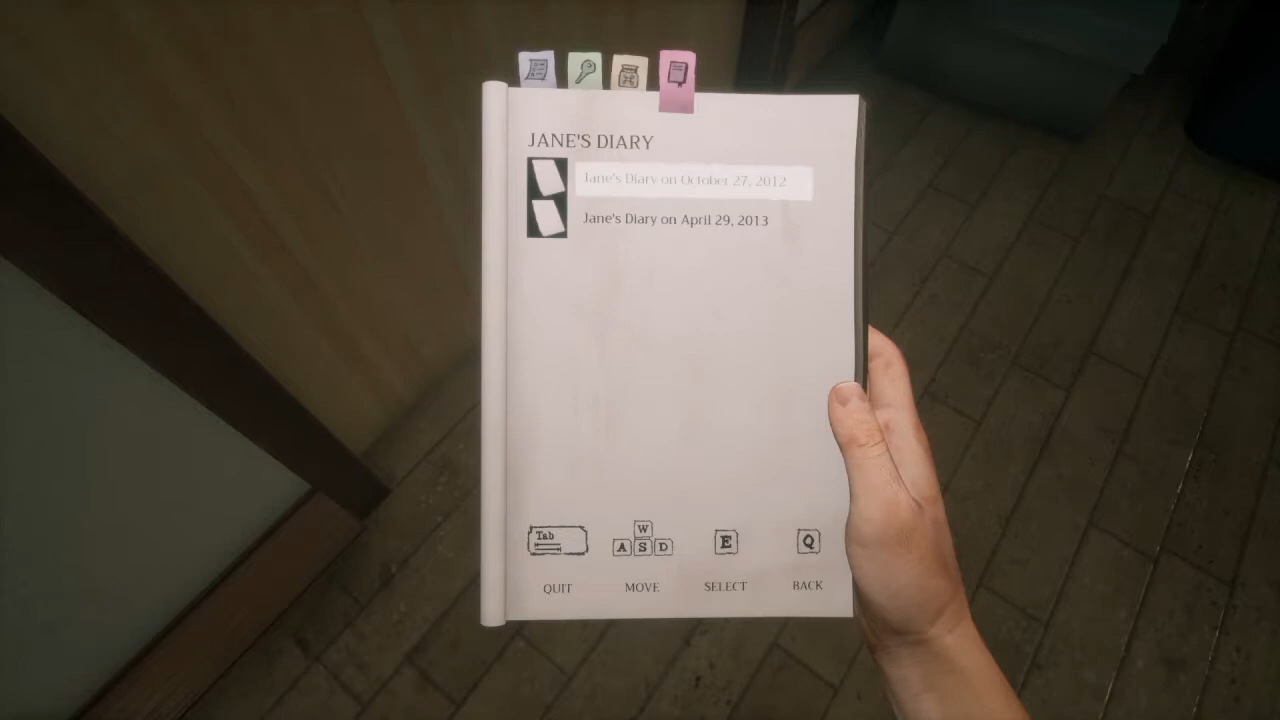 JANE'S DIARY
Jane's Diary on October 27, 2012
Jane's Diary on April 29, 2013
Tab
W
A S D
E
Q
QUIT
MOVE
SELECT
BACK